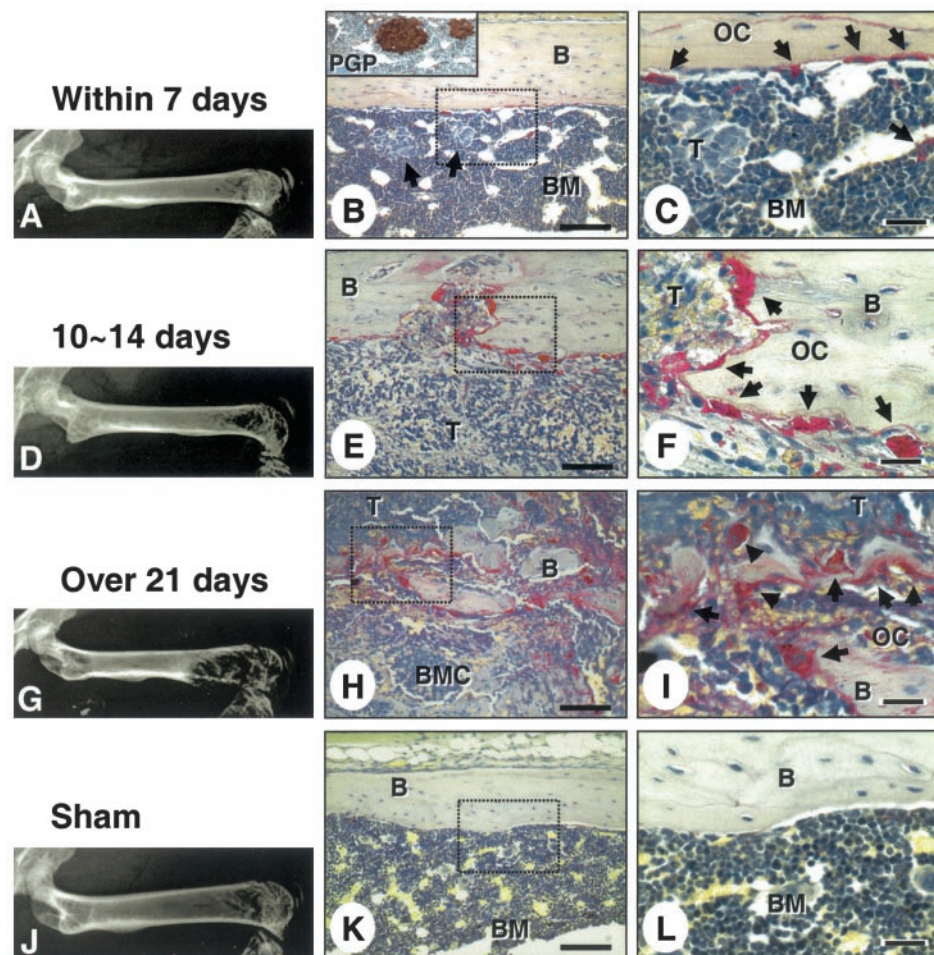 Within 7 days
A
PGP
B
BM
B
OC
T
BM
C
10~14 days
D
B
T
E
T
B
OC
F
Over 21 days
G
T
B
BMC
H
T
OC
B
I
Sham
J
B
BM
K
B
BM
L